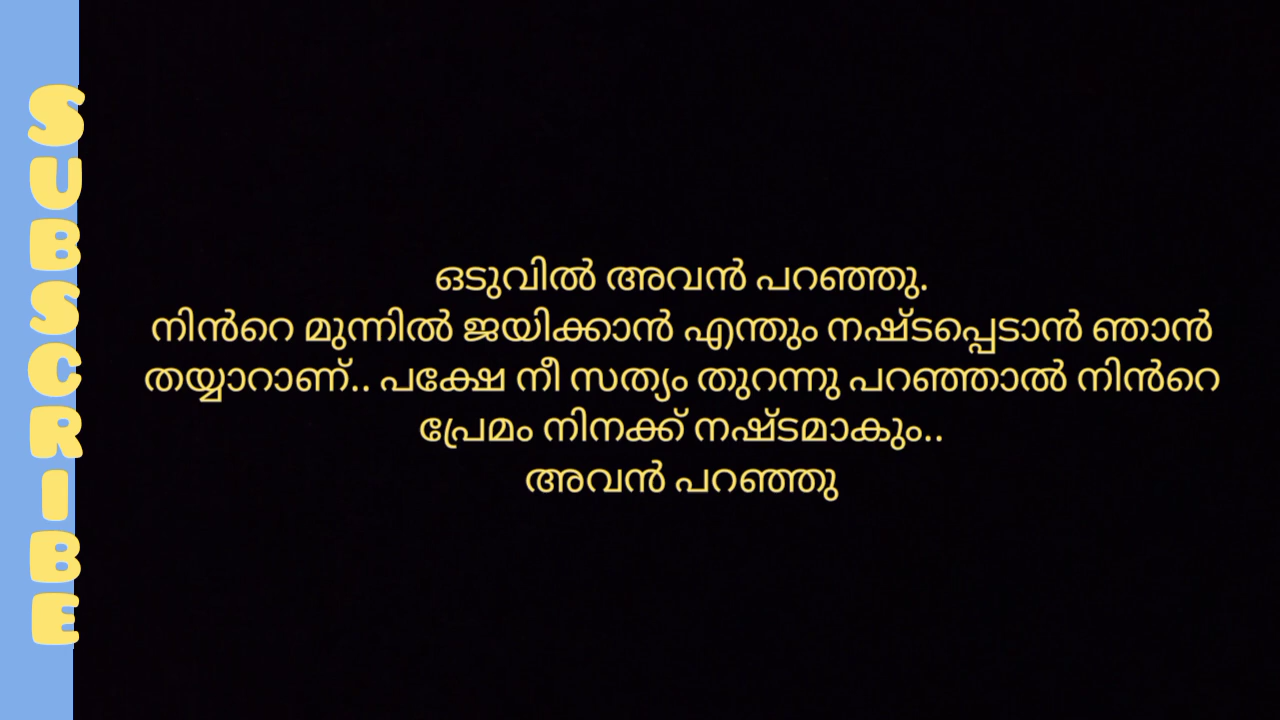 SUBSCRIBE
ഒടുവിൽ അവൻ പറഞ്ഞു.
നിൻറെ മുന്നിൽ ജയിക്കാൻ എന്തും നഷ്ടപ്പെടാൻ ഞാൻ
തയ്യാറാണ്.. പക്ഷേ നീ സത്യം തുറന്നു പറഞ്ഞാൽ നിൻറെ
പ്രേമം നിനക്ക് നഷ്ടമാകും..
അവൻ പറഞ്ഞു